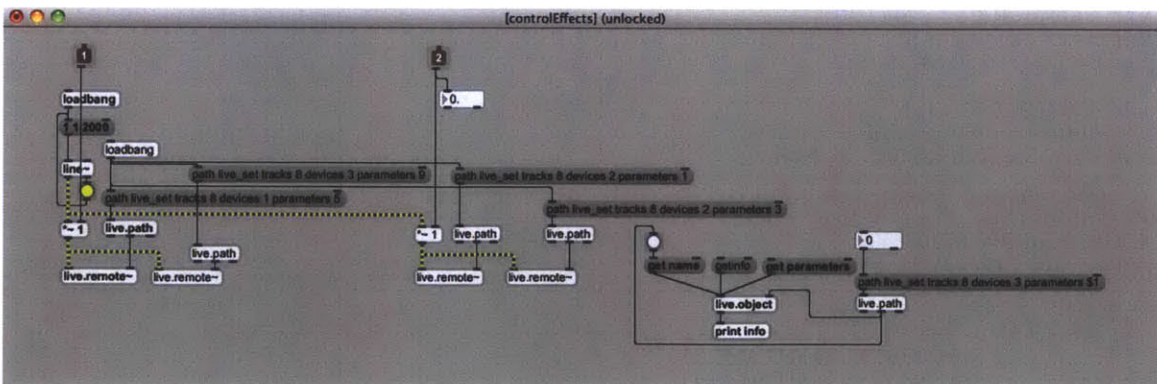 [controlEffects] (unlocked)
1
2
loadbang
0.
1 1 2000
loadbang
line~
path live_set tracks 8 devices 3 parameters 9
path live_set tracks 8 devices 2 parameters 1
path live_set tracks 8 devices 1 parameters 5
path live_set tracks 8 devices 2 parameters 3
*~ 1
live.path
*~ 1
live.path
live.path
0
live.path
get name
getinfo
get parameters
live.remote~
live.remote~
live.remote~
live.remote~
path live_set tracks 8 devices 3 parameters $1
live.object
live.path
print info